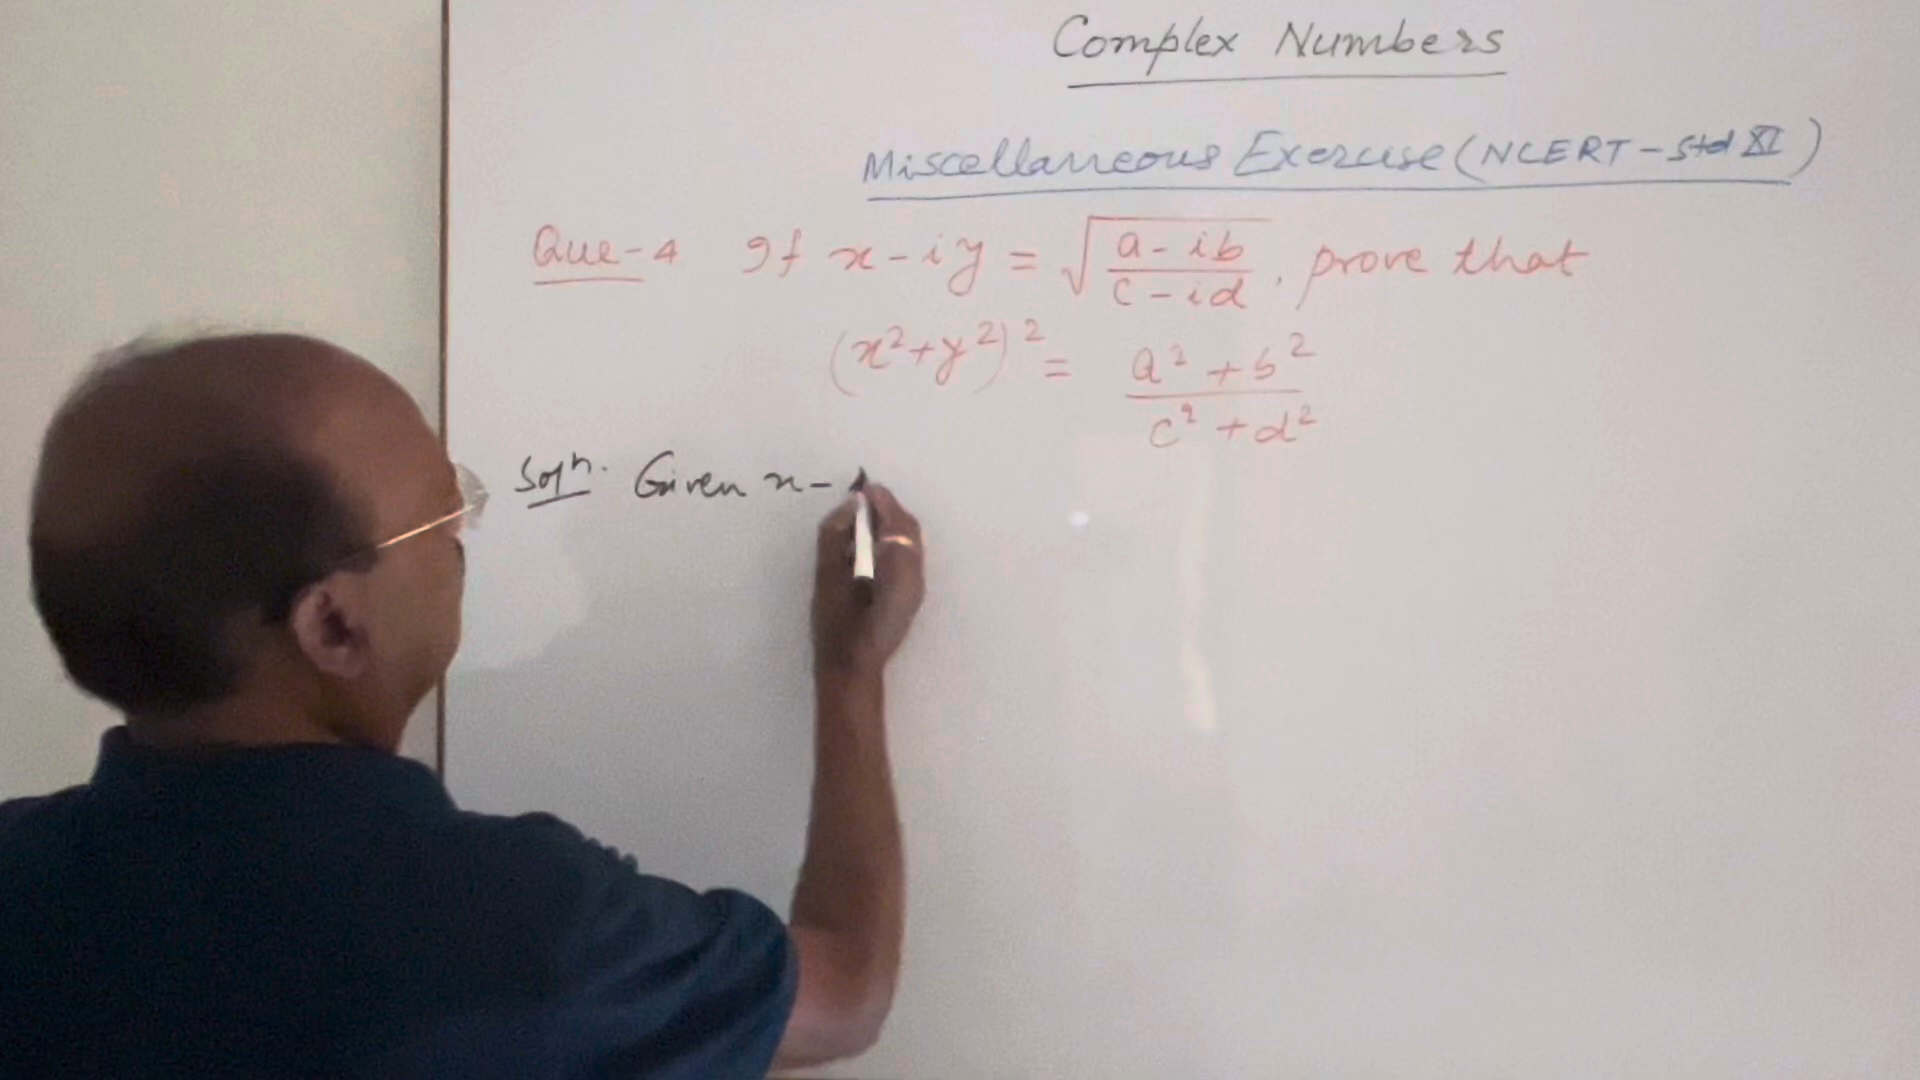 Complex Numbers
Miscellaneous Exercise (NCERT - Std XI)
Que-4 If x - iy = √((a - ib)/(c - id)), prove that
(x² + y²)² = (a² + b²)/(c² + d²)
Solⁿ. Given x -